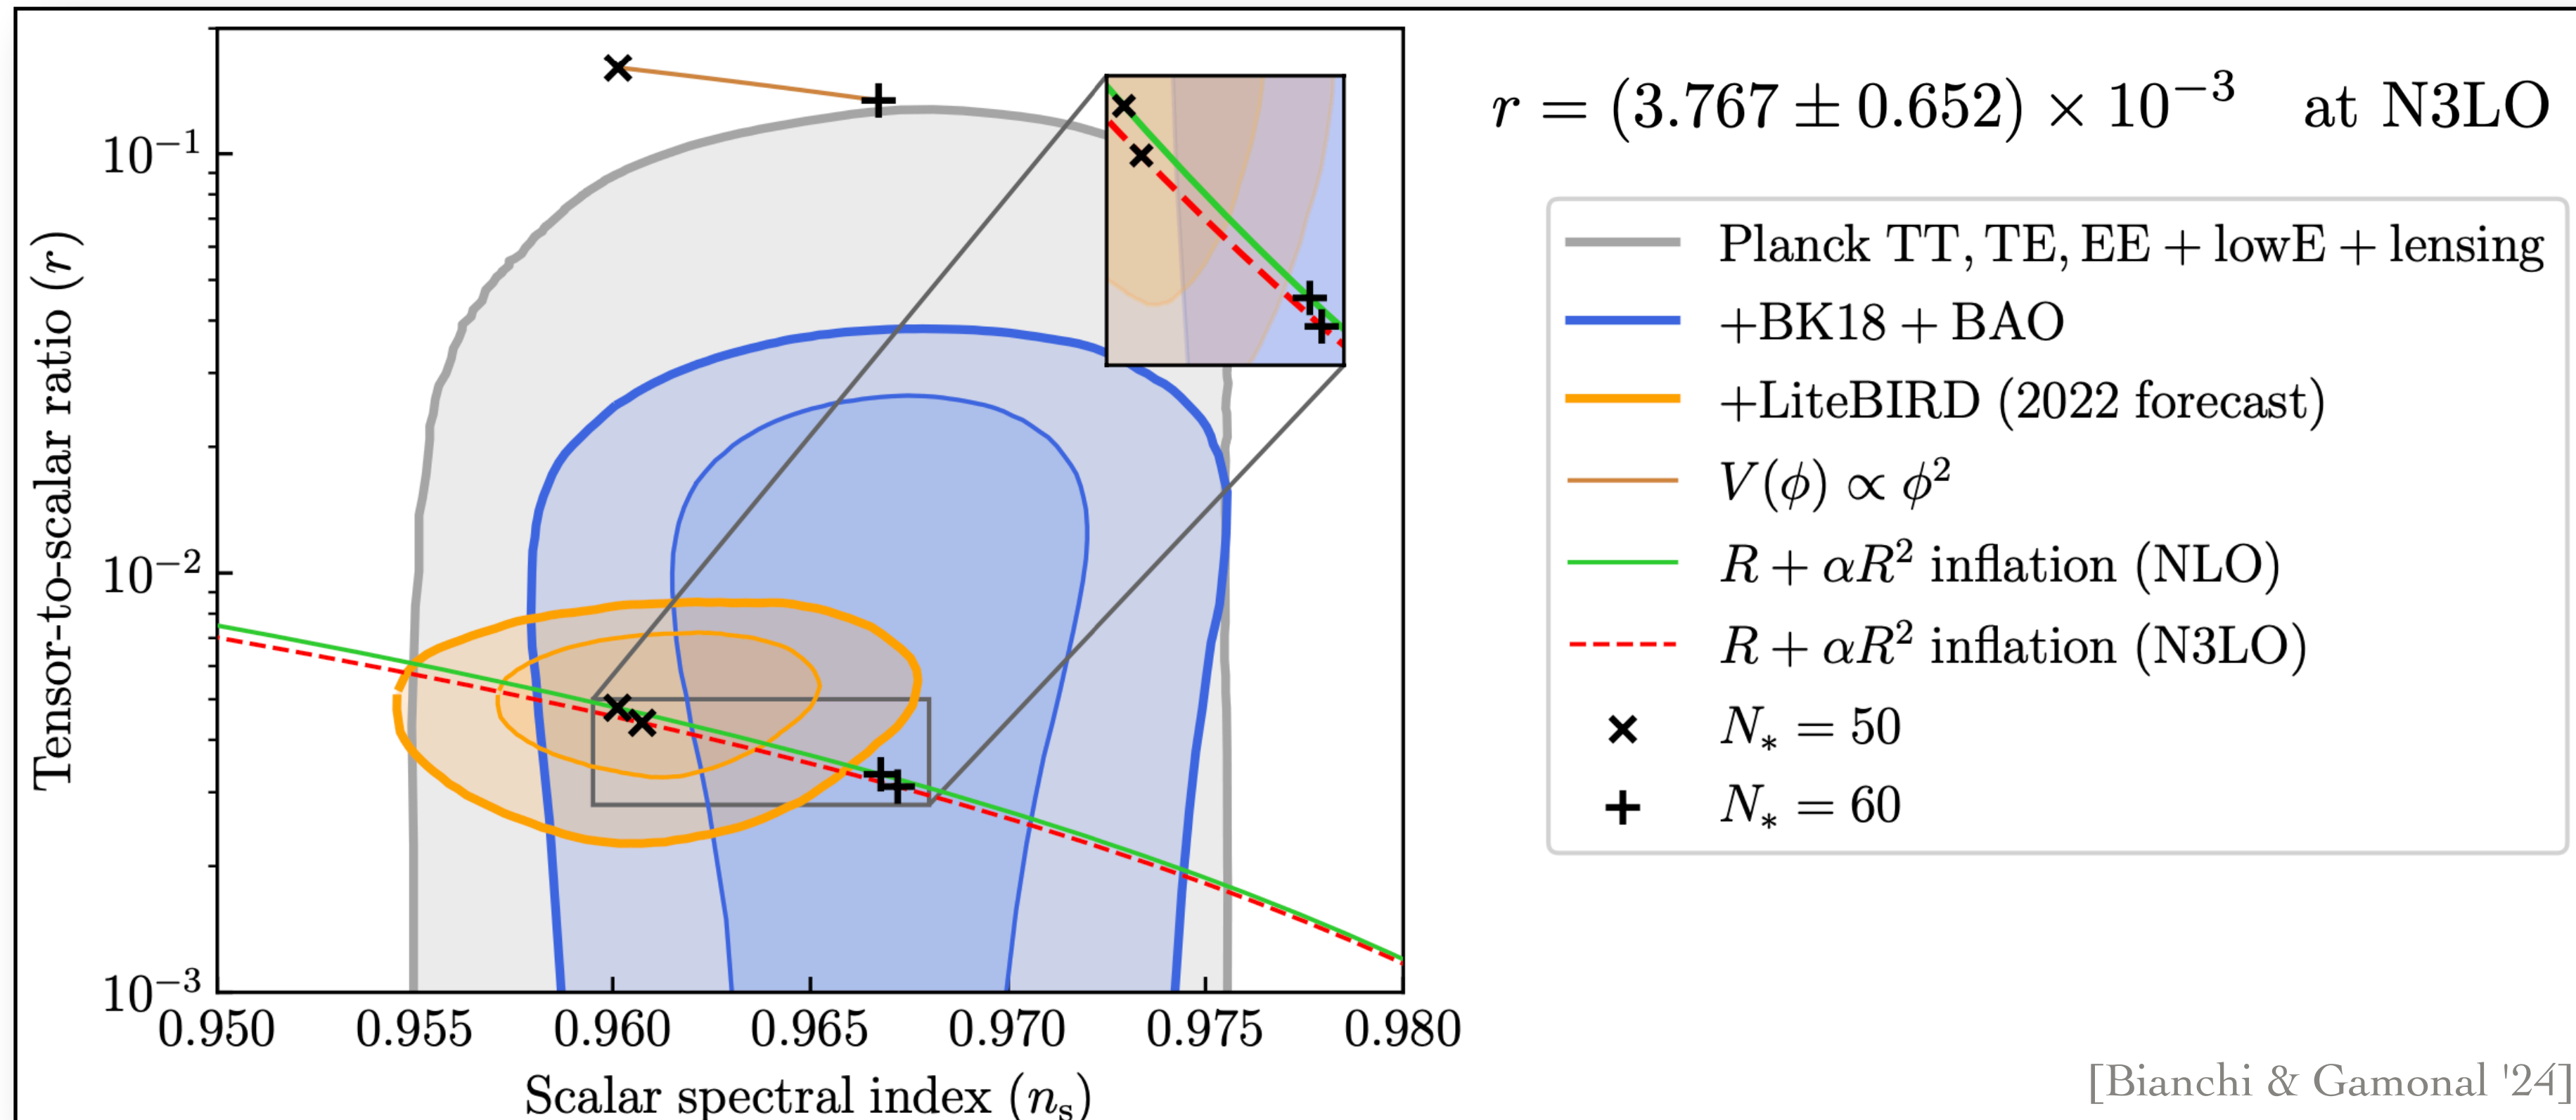 r = (3.767 ± 0.652) × 10⁻³ at N3LO
Tensor-to-scalar ratio (r)
10⁻¹
10⁻²
10⁻³
0.950 0.955 0.960 0.965 0.970 0.975 0.980
Scalar spectral index (nₛ)
Planck TT, TE, EE + lowE + lensing
+BK18 + BAO
+LiteBIRD (2022 forecast)
V(ϕ) ∝ ϕ²
R + αR² inflation (NLO)
R + αR² inflation (N3LO)
N* = 50
N* = 60
[Bianchi & Gamonal '24]